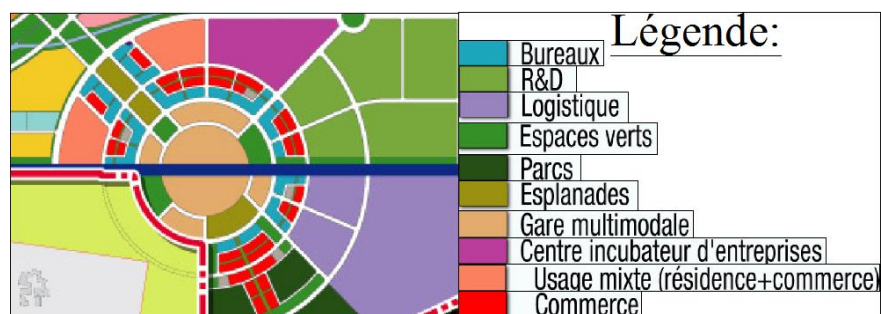 Légende:
Bureaux
R&D
Logistique
Espaces verts
Parcs
Esplanades
Gare multimodale
Centre incubateur d'entreprises
Usage mixte (résidence+commerce)
Commerce